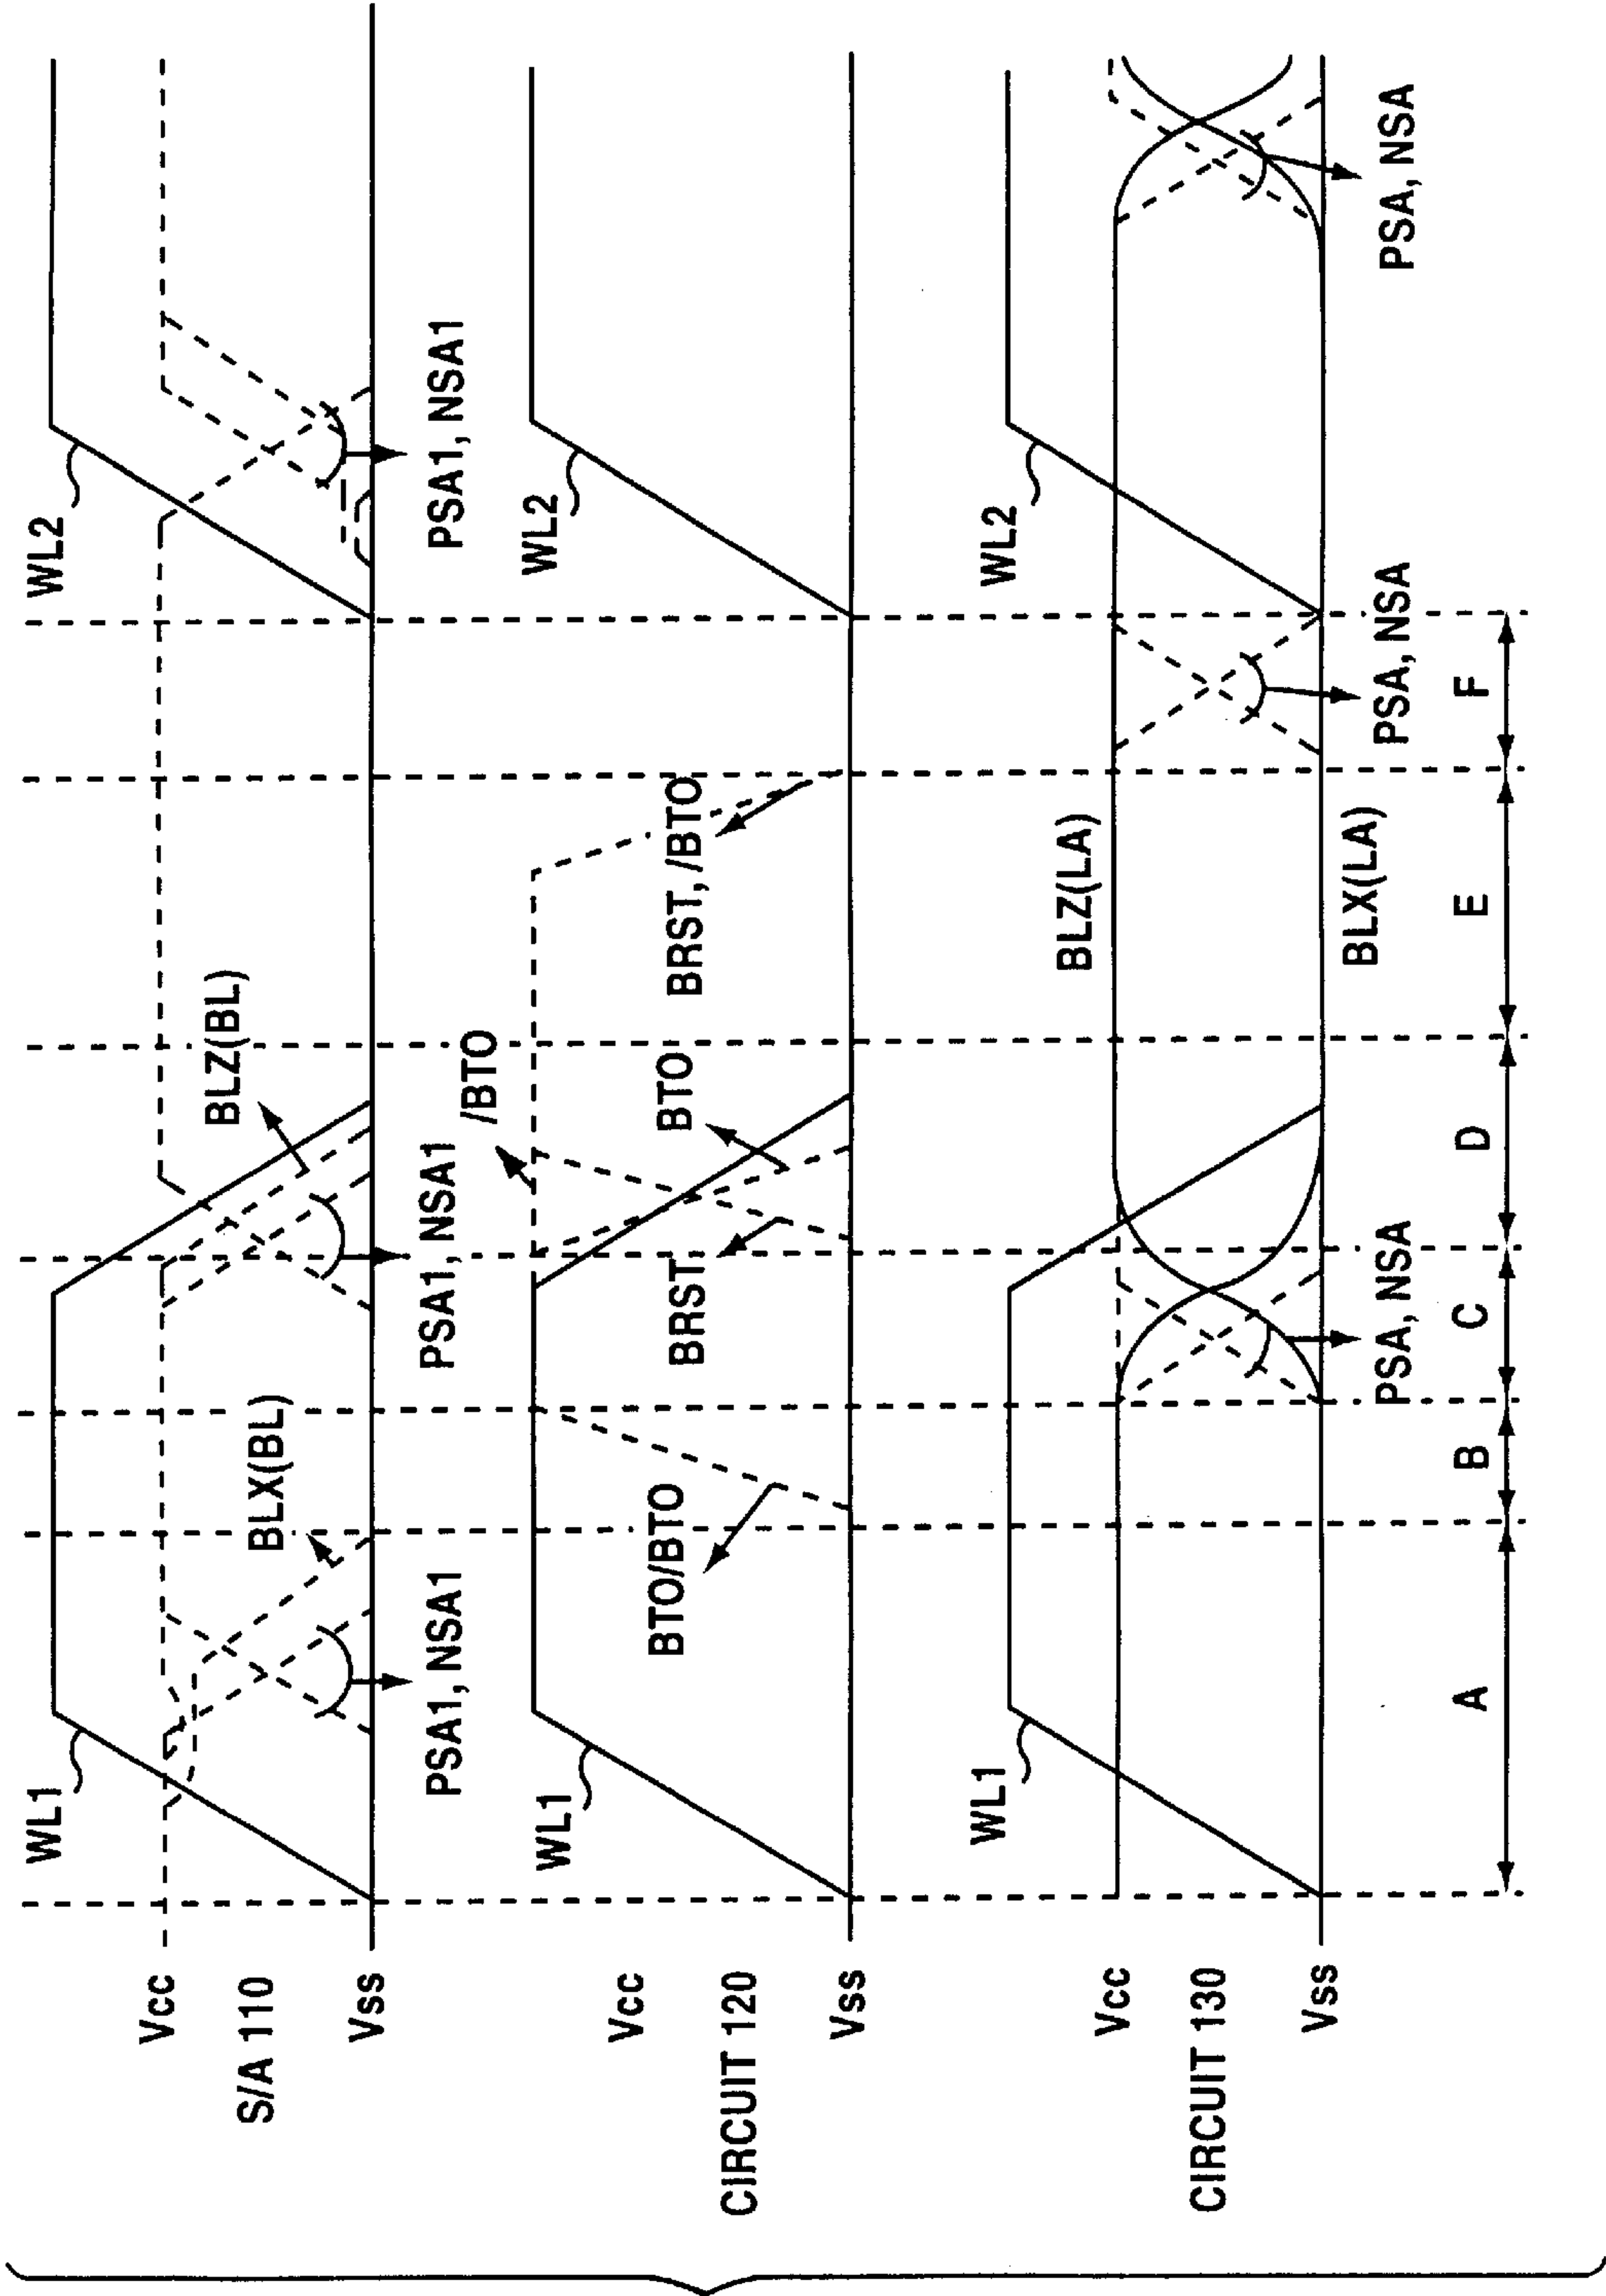 WL1
WL2
Vcc
BLX(BL)
BLZ(BL)
S/A 110
Vss
PSA1, NSA1
PSA1, NSA1
PSA1, NSA1
/BTO
WL1
WL2
Vcc
BTO/BTO
BRST
BTO
BRST, /BTO
CIRCUIT 120
Vss
WL1
WL2
Vcc
BLZ(LA)
CIRCUIT 130
Vss
BLX(LA)
PSA, NSA
PSA, NSA
PSA, NSA
A
B
C
D
E
F